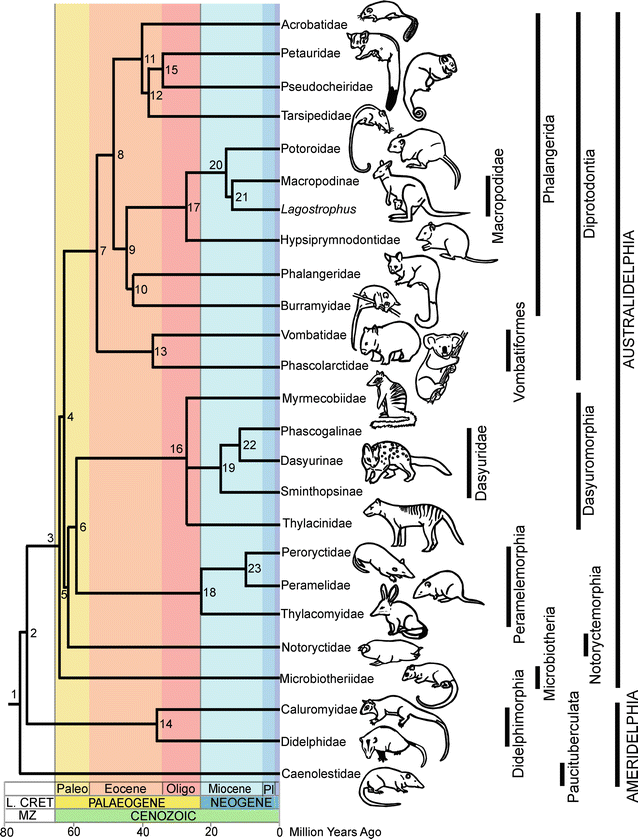 Acrobatidae
Petauridae
Pseudocheiridae
Tarsipedidae
Potoroidae
Macropodinae
Lagostrophus
Hypsiprymnodontidae
Phalangeridae
Burramyidae
Vombatidae
Phascolarctidae
Myrmecobiidae
Phascogalinae
Dasyurinae
Sminthopsinae
Thylacinidae
Peroryctidae
Peramelidae
Thylacomyidae
Notoryctidae
Microbiotheriidae
Caluromyidae
Didelphidae
Caenolestidae
1
2
3
4
5
6
7
8
9
10
11
12
13
14
15
16
17
18
19
20
21
22
23
Macropodidae
Phalangerida
Diprotodontia
Vombatiformes
AUSTRALIDELPHIA
Dasyuridae
Dasyuromorphia
Peramelemorphia
Notoryctemorphia
Microbiotheria
Didelphimorphia
Paucituberculata
AMERIDELPHIA
Paleo Eocene Oligo Miocene Pl
L. CRET PALAEOGENE NEOGENE
MZ CENOZOIC
80 60 40 20 0 Million Years Ago